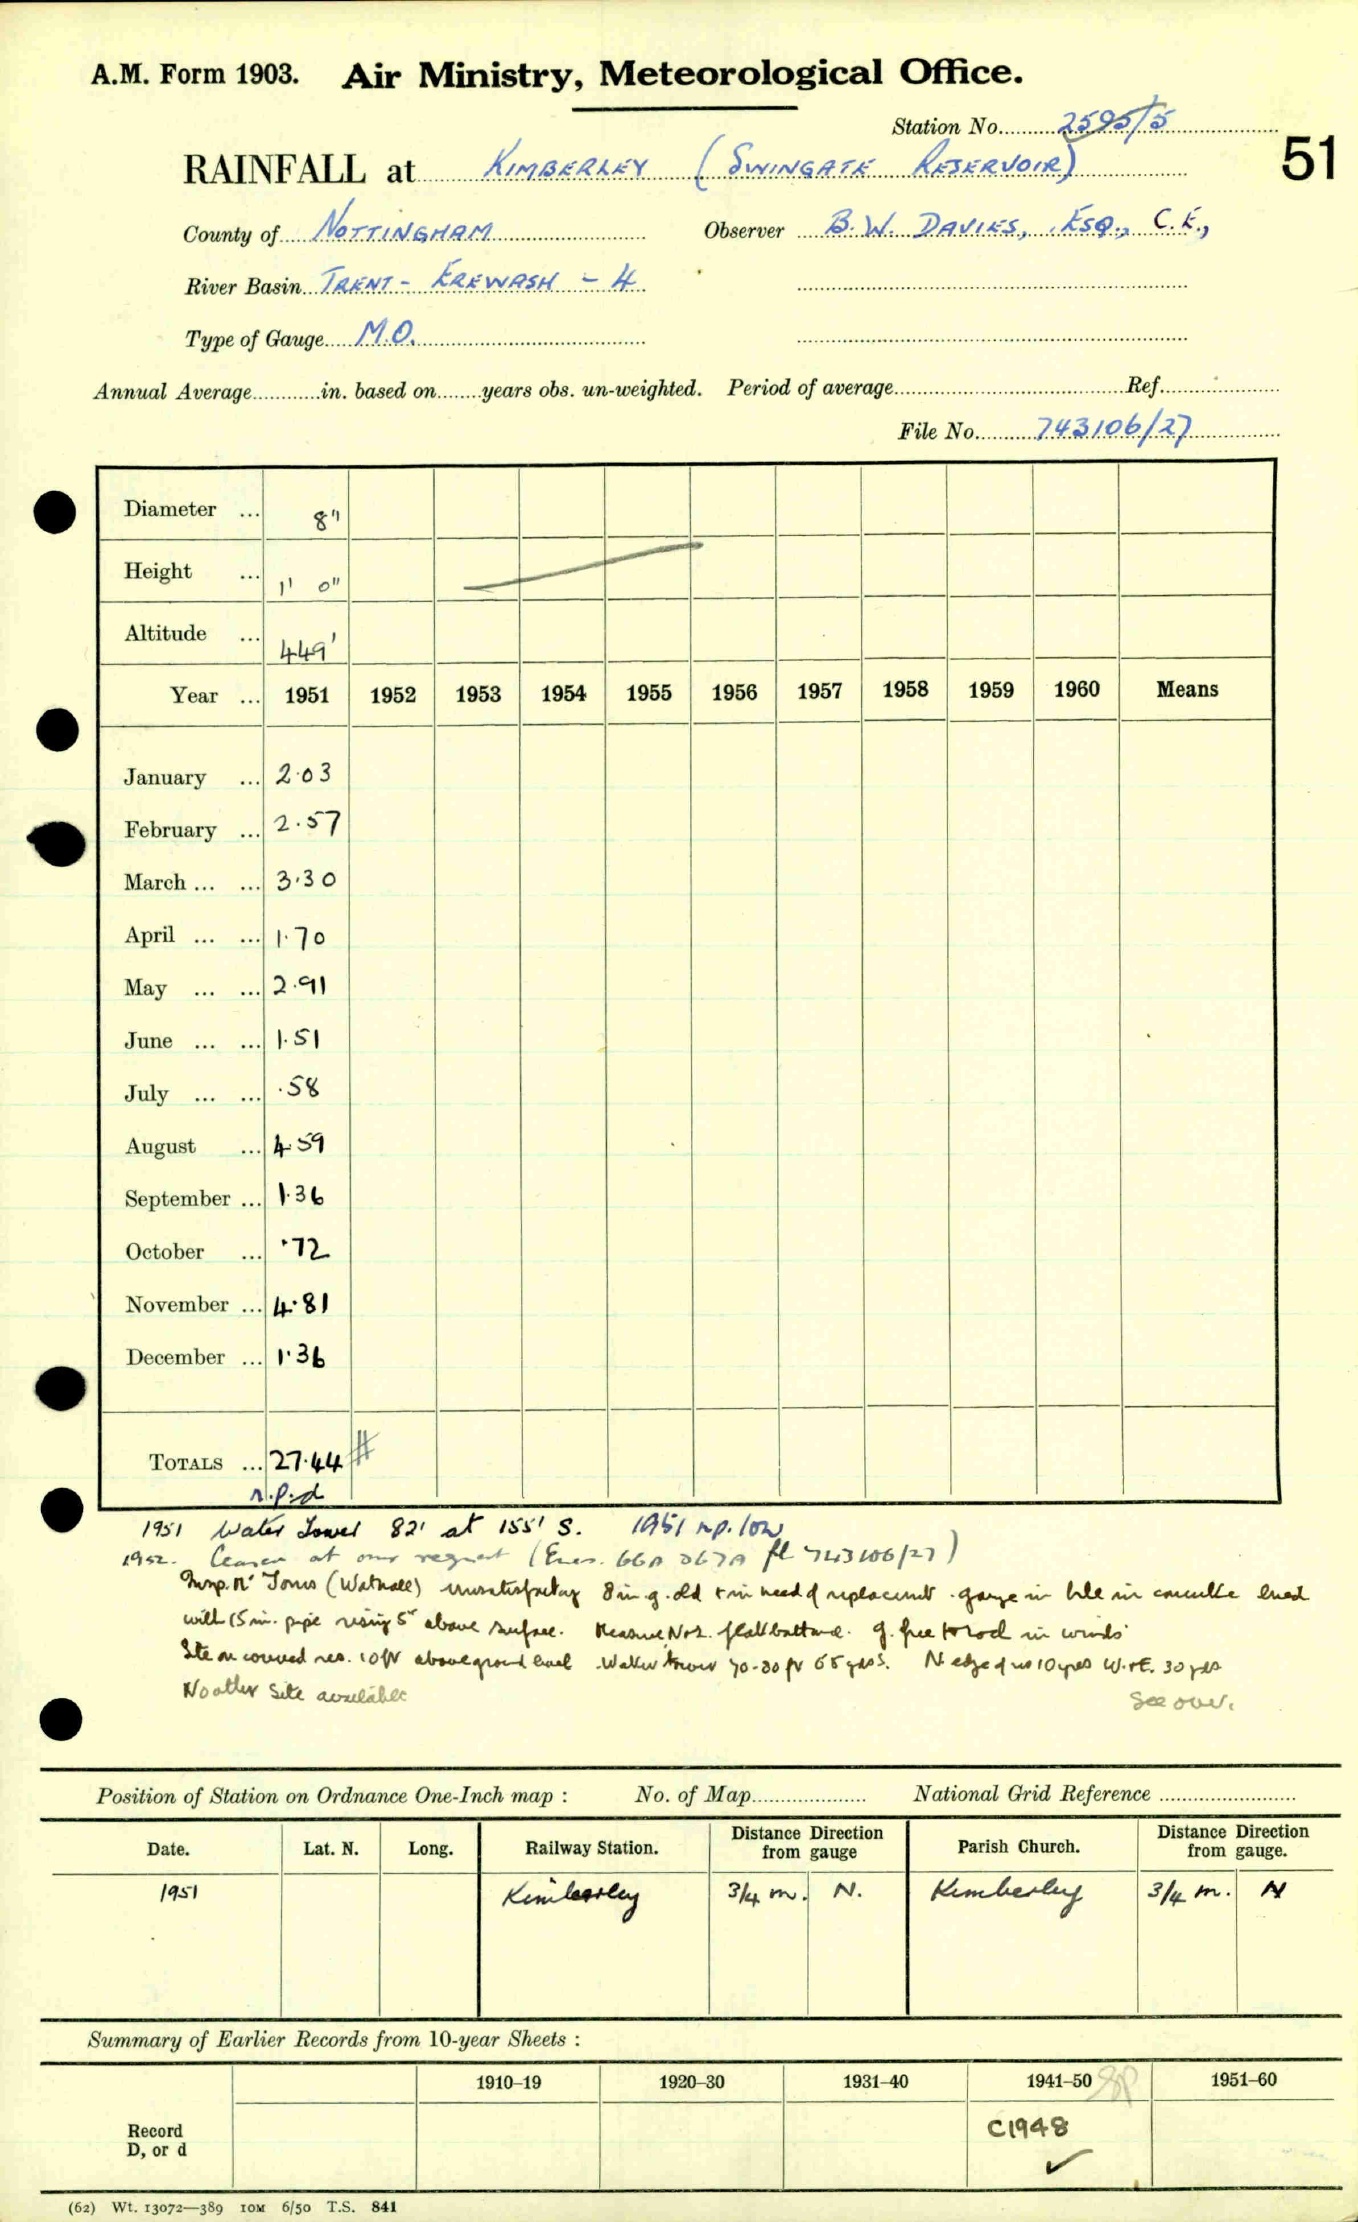 A.M. Form 1903. Air Ministry, Meteorological Office.
Station No. 2595/5
51
RAINFALL at KIMBERLEY (SWINGATE RESERVOIR)
County of NOTTINGHAM Observer B.W. DAVIES, ESQ., C.E.,
River Basin TRENT - EREWASH - 4
Type of Gauge M.O.
Annual Average in. based on years obs. un-weighted. Period of average Ref.
File No. 743106/27
Diameter ... 8"
Height ... 1' 0"
Altitude ... 449'
Year ... 1951 1952 1953 1954 1955 1956 1957 1958 1959 1960 Means
January ... 2.03
February ... 2.57
March ... ... 3.30
April ... ... 1.70
May ... ... 2.91
June ... ... 1.51
July ... ... .58
August ... 4.59
September ... 1.36
October ... .72
November ... 4.81
December ... 1.36
TOTALS ... 27.44 #
n.p.d
1951 Water Tower 82' at 155' S. 1951 n.p. low
1952. Ceased at our request (Encs. 66A 67A fl 743106/27)
Insp. Mr Jones (Watnall) unsatisfactory 8 in g. old + in need of replacement. gauge in hole in concrete lined
with 15 in. pipe rising 5" above surface. Measure No 2. flat bottomed. g. free to rock in winds
Site on covered res. 10 ft above ground level. Water tower 70-80 ft 65 yds S. N edge of res 10 yds W. + E. 30 yds
No other site available
See over.
Position of Station on Ordnance One-Inch map : No. of Map National Grid Reference
Date. Lat. N. Long. Railway Station. Distance Direction from gauge Parish Church. Distance Direction from gauge.
1951 Kimberley 3/4 m. N. Kimberley 3/4 m. N
Summary of Earlier Records from 10-year Sheets :
1910-19 1920-30 1931-40 1941-50 1951-60
Record D, or d C1948 ✓
(62) Wt. 13072—389 10M 6/50 T.S. 841